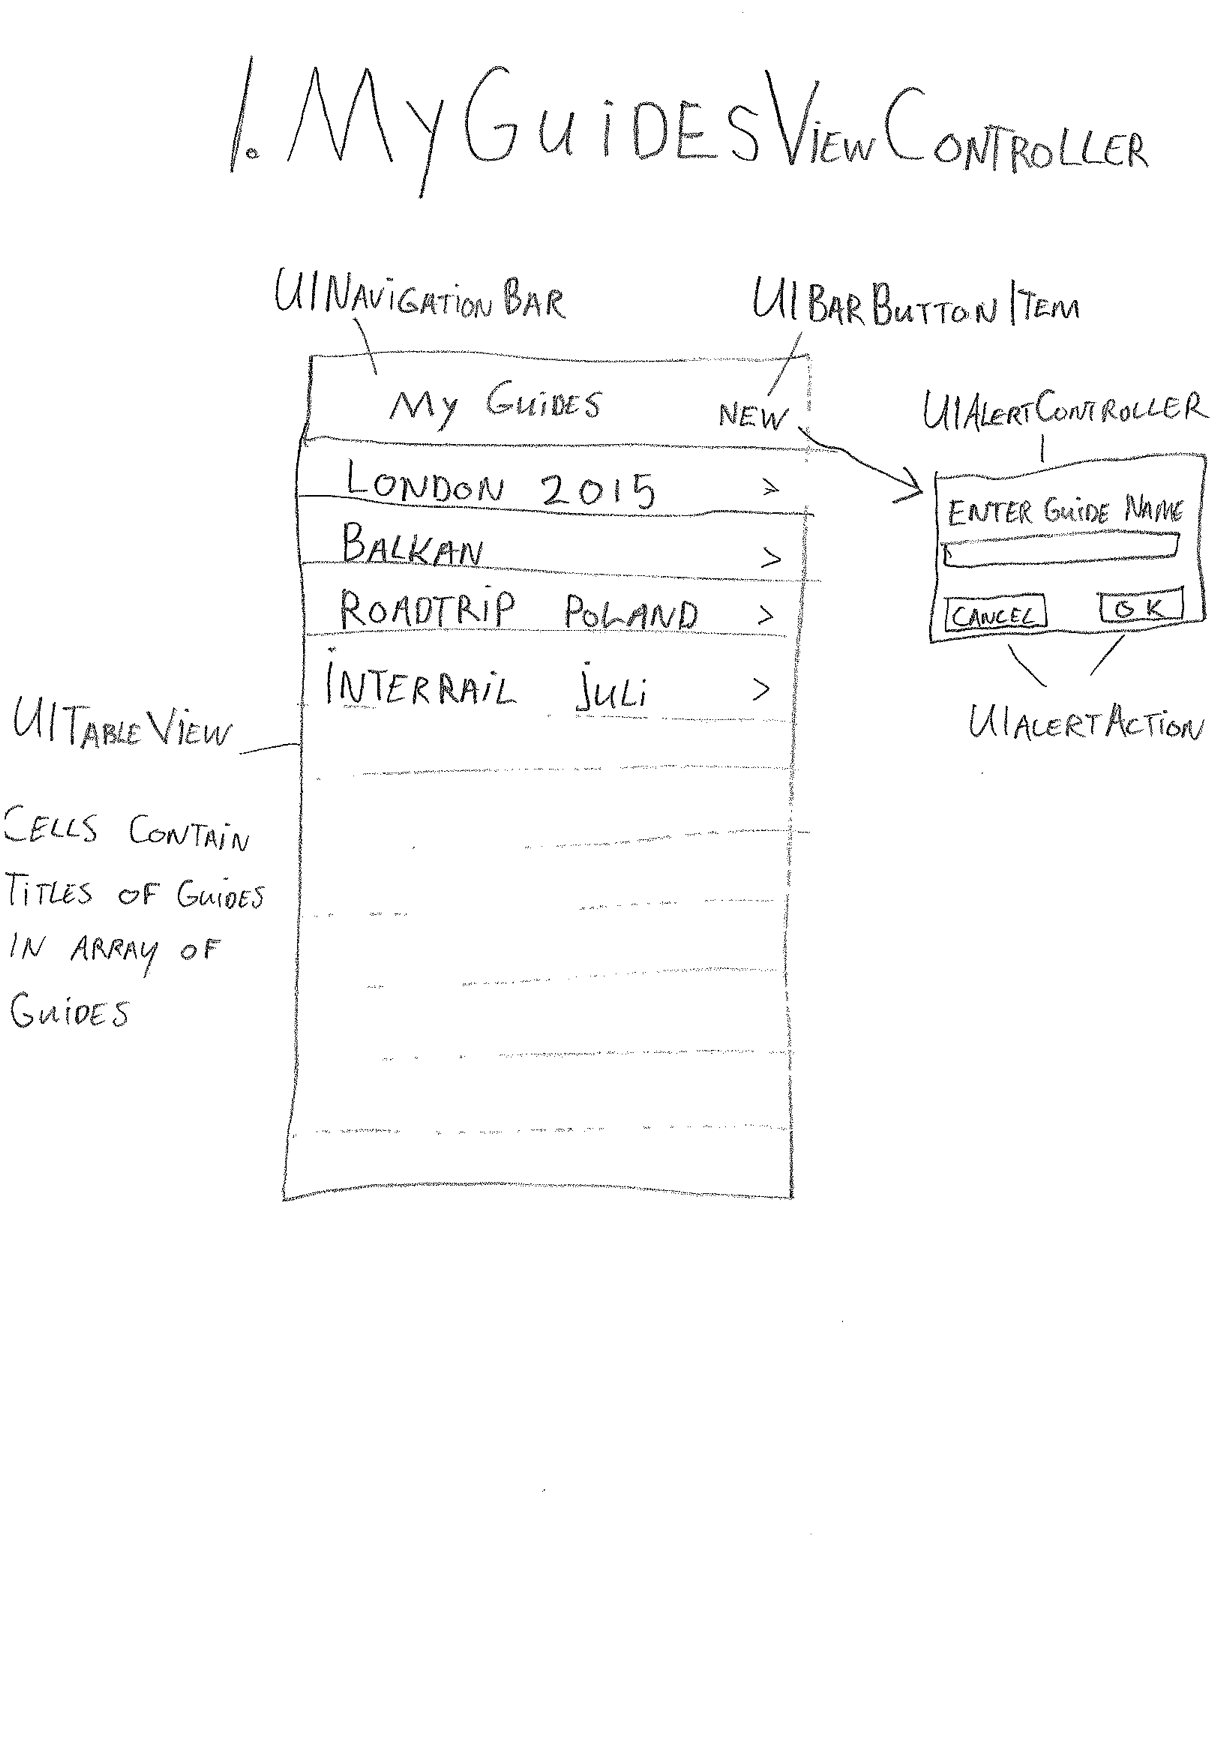 1. MyGuidesViewController
UINavigationBar
UIBarButtonItem
My Guides
NEW
UIAlertController
LONDON 2015 >
ENTER GUIDE NAME
BALKAN >
CANCEL
OK
ROADTRIP POLAND >
INTERRAIL JULI >
UIAlertAction
UITableView
CELLS CONTAIN
TITLES OF GUIDES
IN ARRAY OF
GUIDES